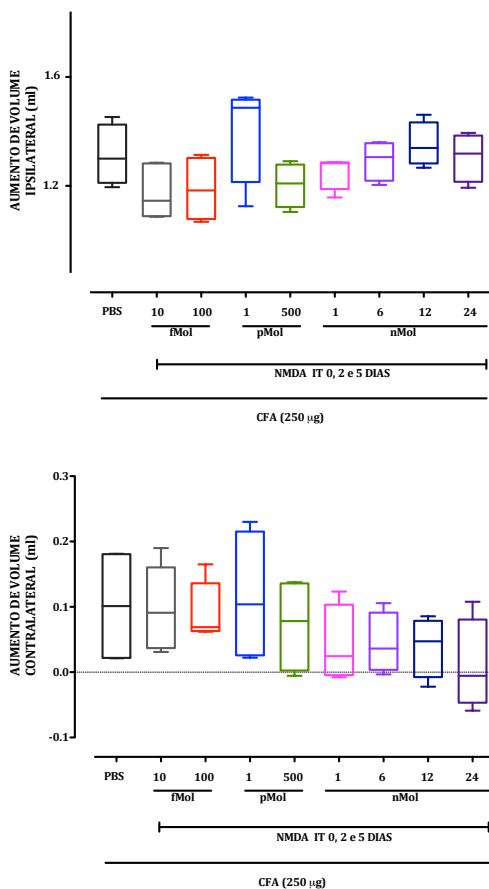 AUMENTO DE VOLUME
IPSILATERAL (ml)
1.6
1.2
PBS 10 100 1 500 1 6 12 24
fMol pMol nMol
NMDA IT 0, 2 e 5 DIAS
CFA (250 μg)
AUMENTO DE VOLUME
CONTRALATERAL (ml)
0.3
0.2
0.1
0.0
-0.1
PBS 10 100 1 500 1 6 12 24
fMol pMol nMol
NMDA IT 0, 2 e 5 DIAS
CFA (250 μg)